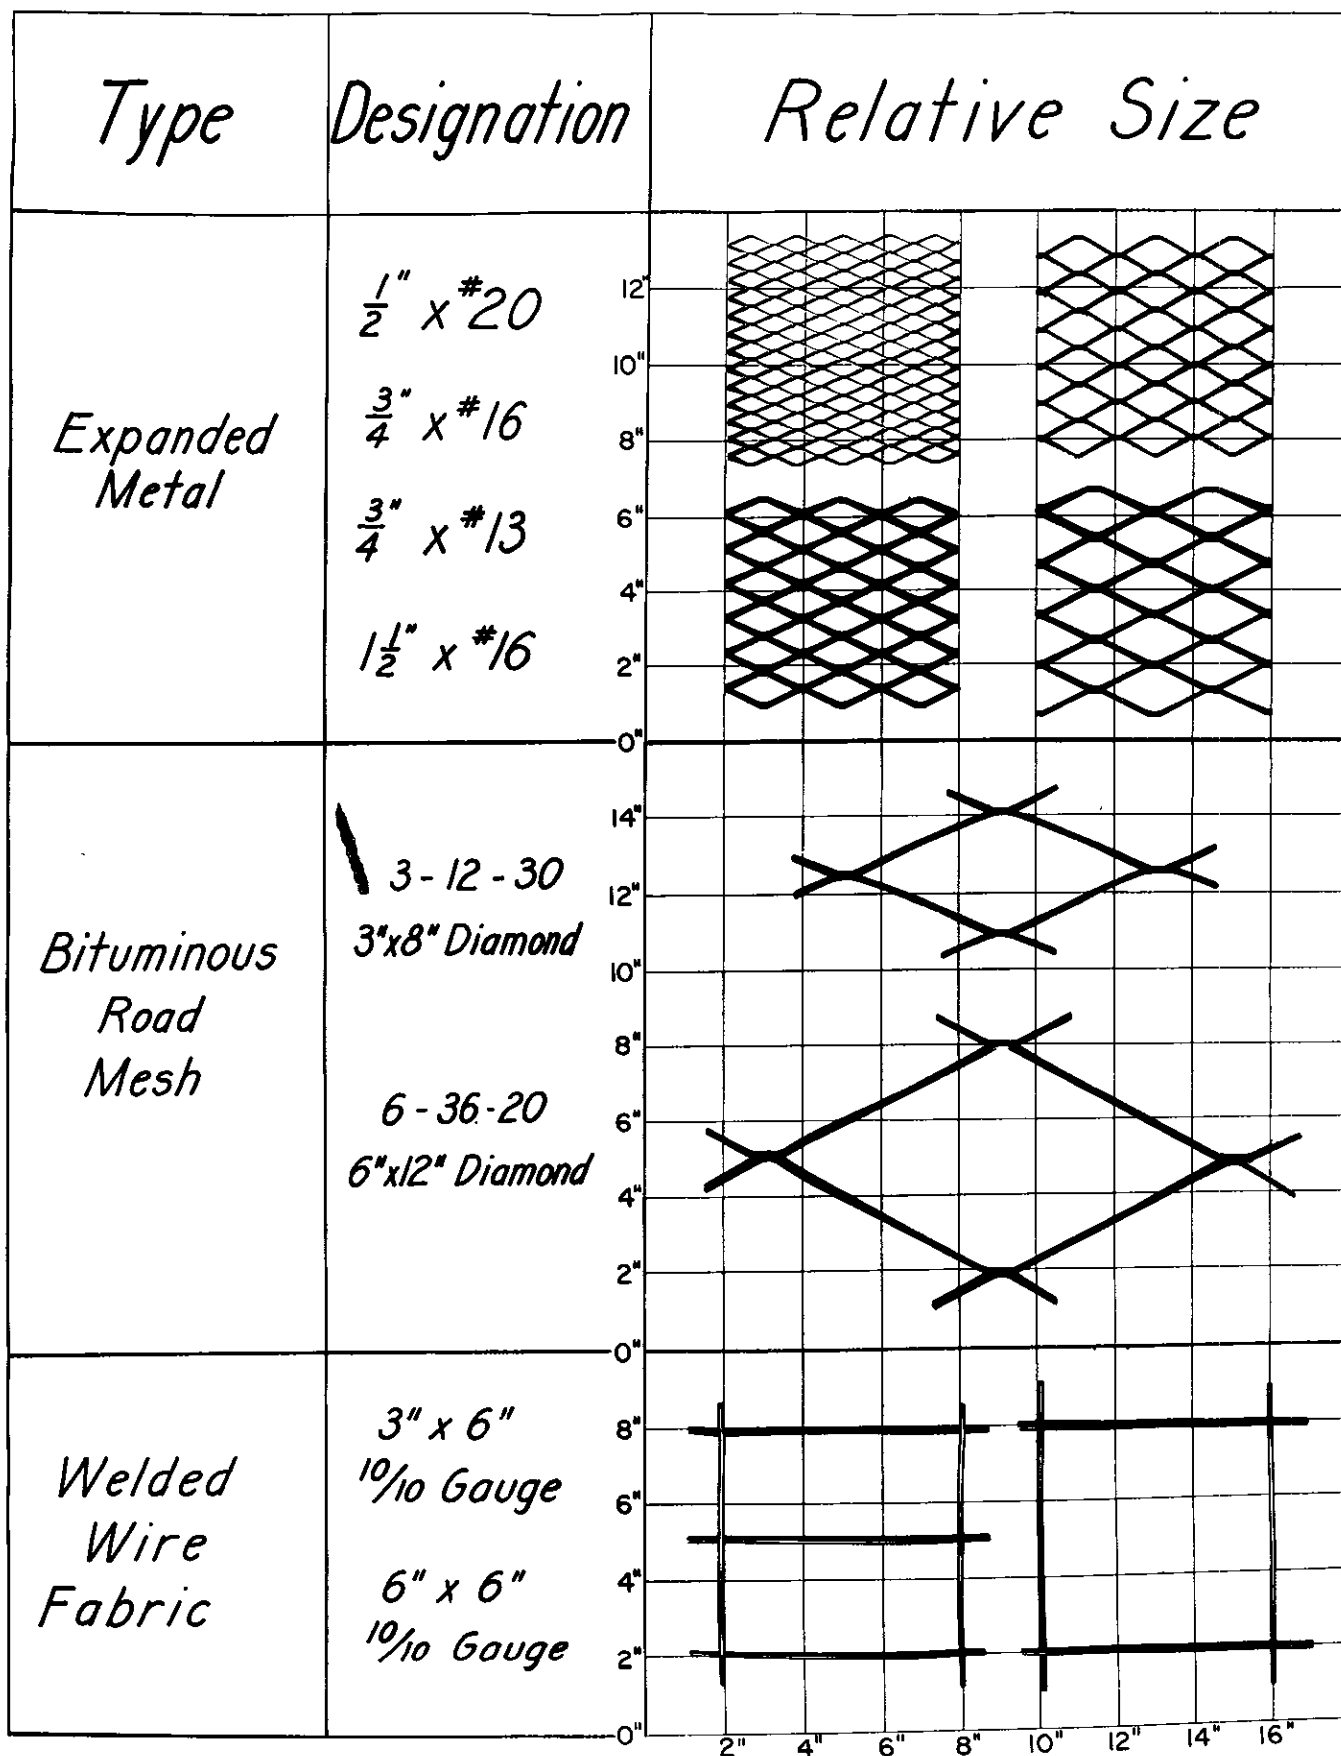 Type Designation Relative Size
Expanded
Metal
1/2" x #20
3/4" x #16
3/4" x #13
1 1/2" x #16
12"
10"
8"
6"
4"
2"
0"
Bituminous
Road
Mesh
3-12-30
3"x8" Diamond
6-36-20
6"x12" Diamond
14"
12"
10"
8"
6"
4"
2"
0"
Welded
Wire
Fabric
3" x 6"
10/10 Gauge
6" x 6"
10/10 Gauge
8"
6"
4"
2"
0"
2" 4" 6" 8" 10" 12" 14" 16"